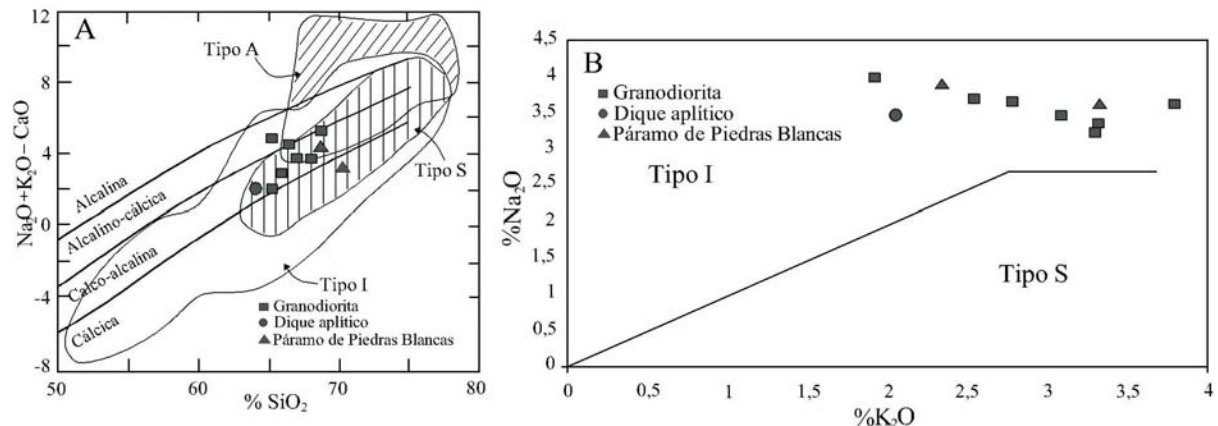 A
12
8
4
0
-4
-8
Na2O+K2O– CaO
Tipo A
Tipo S
Tipo I
Alcalina
Alcalino-cálcica
Calco-alcalina
Cálcica
Granodiorita
Dique aplítico
Páramo de Piedras Blancas
50
60
70
80
% SiO2
B
4,5
4
3,5
3
2,5
2
1,5
1
0,5
0
%Na2O
Granodiorita
Dique aplítico
Páramo de Piedras Blancas
Tipo I
Tipo S
0
0,5
1
1,5
2
2,5
3
3,5
4
%K2O